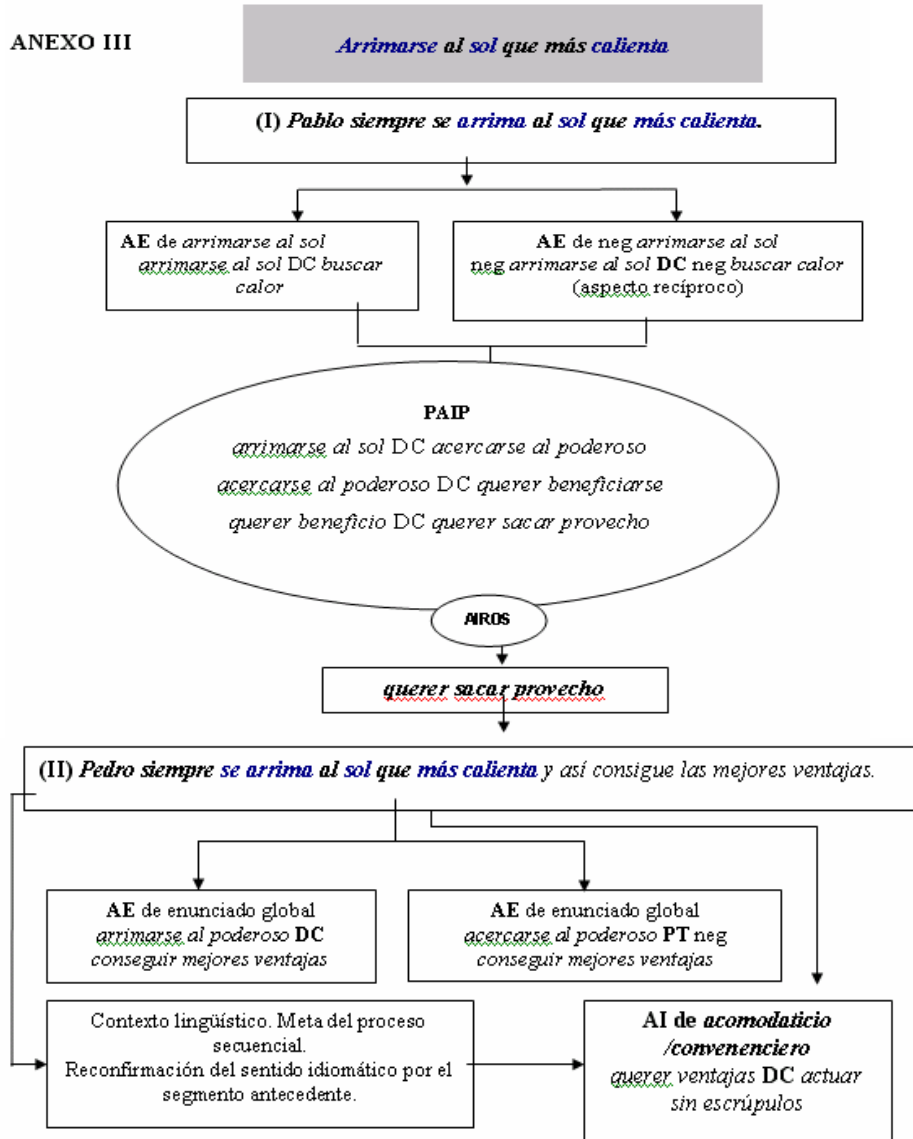 ANEXO III
Arrimarse al sol que más calienta
(I) Pablo siempre se arrima al sol que más calienta.
AE de arrimarse al sol
arrimarse al sol DC buscar
calor
AE de neg arrimarse al sol
neg arrimarse al sol DC neg buscar calor
(aspecto recíproco)
PAIP
arrimarse al sol DC acercarse al poderoso
acercarse al poderoso DC querer beneficiarse
querer beneficio DC querer sacar provecho
AIROS
querer sacar provecho
(II) Pedro siempre se arrima al sol que más calienta y así consigue las mejores ventajas.
AE de enunciado global
arrimarse al poderoso DC
conseguir mejores ventajas
AE de enunciado global
acercarse al poderoso PT neg
conseguir mejores ventajas
Contexto lingüístico. Meta del proceso
secuencial.
Reconfirmación del sentido idiomático por el
segmento antecedente.
AI de acomodaticio
/convenenciero
querer ventajas DC actuar
sin escrúpulos